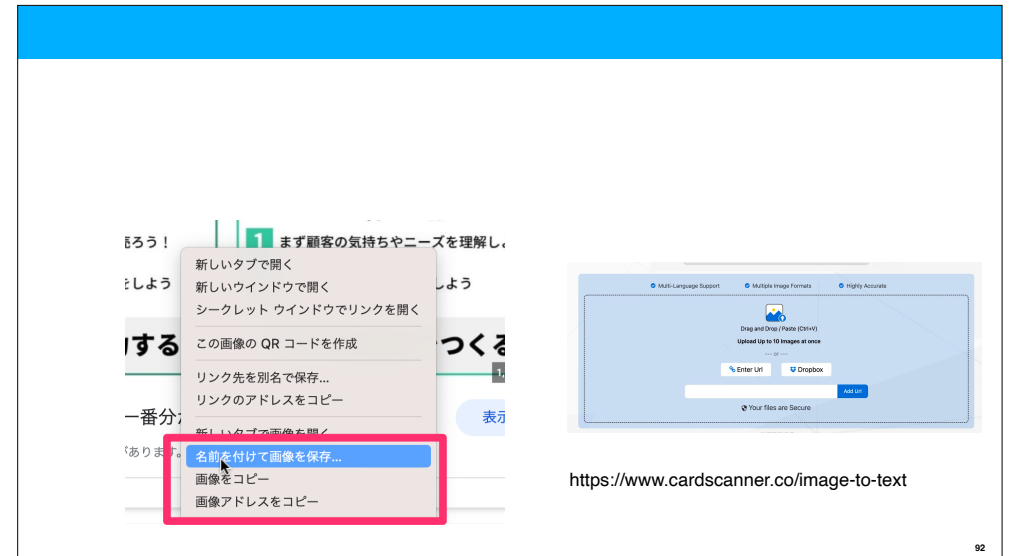 売ろう!
1 まず顧客の気持ちやニーズを理解し
をしよう
しよう
新しいタブで開く
新しいウインドウで開く
シークレット ウインドウでリンクを開く
この画像の QR コードを作成
リンク先を別名で保存...
リンクのアドレスをコピー
新しいタブで画像を開く
名前を付けて画像を保存...
画像をコピー
画像アドレスをコピー
する
つくる
一番分
表示
があります。
Multi-Language Support
Multiple Image Formats
Highly Accurate
Drag and Drop / Paste (Ctrl+V)
Upload Up to 10 Images at once
---- or ----
Enter Url
Dropbox
Add Url
Your files are Secure
https://www.cardscanner.co/image-to-text
92